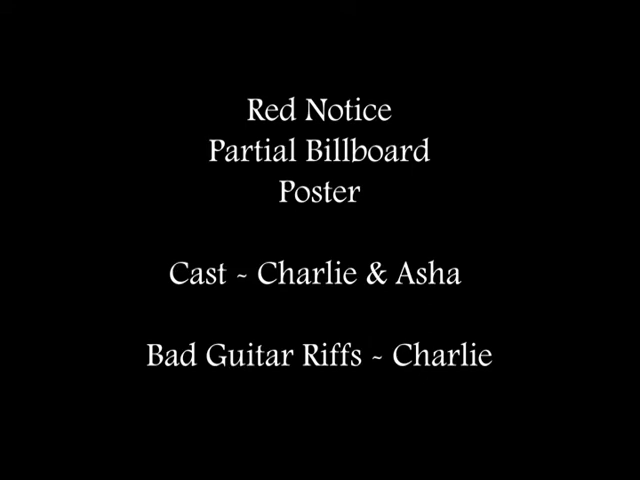 Red Notice
Partial Billboard
Poster
Cast - Charlie & Asha
Bad Guitar Riffs - Charlie